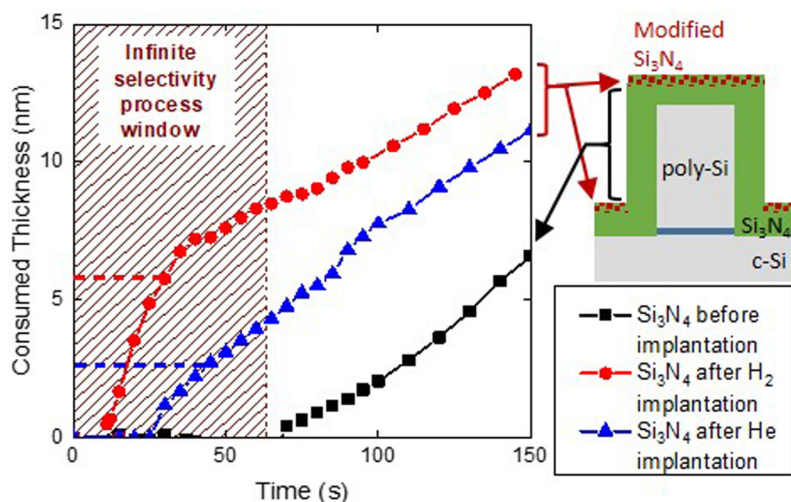 15
10
5
0
Consumed Thickness (nm)
Infinite
selectivity
process
window
0
50
100
150
Time (s)
Modified
Si₃N₄
poly-Si
Si₃N₄
c-Si
Si₃N₄ before
implantation
Si₃N₄ after H₂
implantation
Si₃N₄ after He
implantation